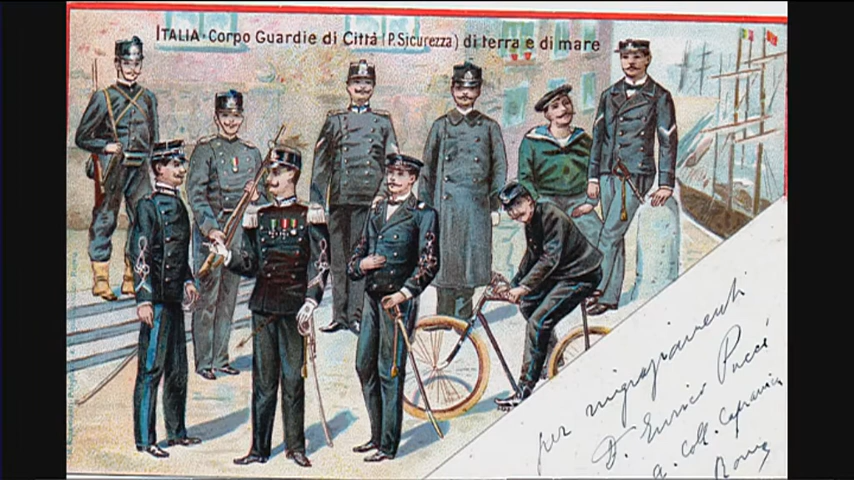 ITALIA - Corpo Guardie di Città (P. Sicurezza) di terra e di mare
per ringraziamenti
D. Enrico Pucci
a. Coll. Capranica
Roma